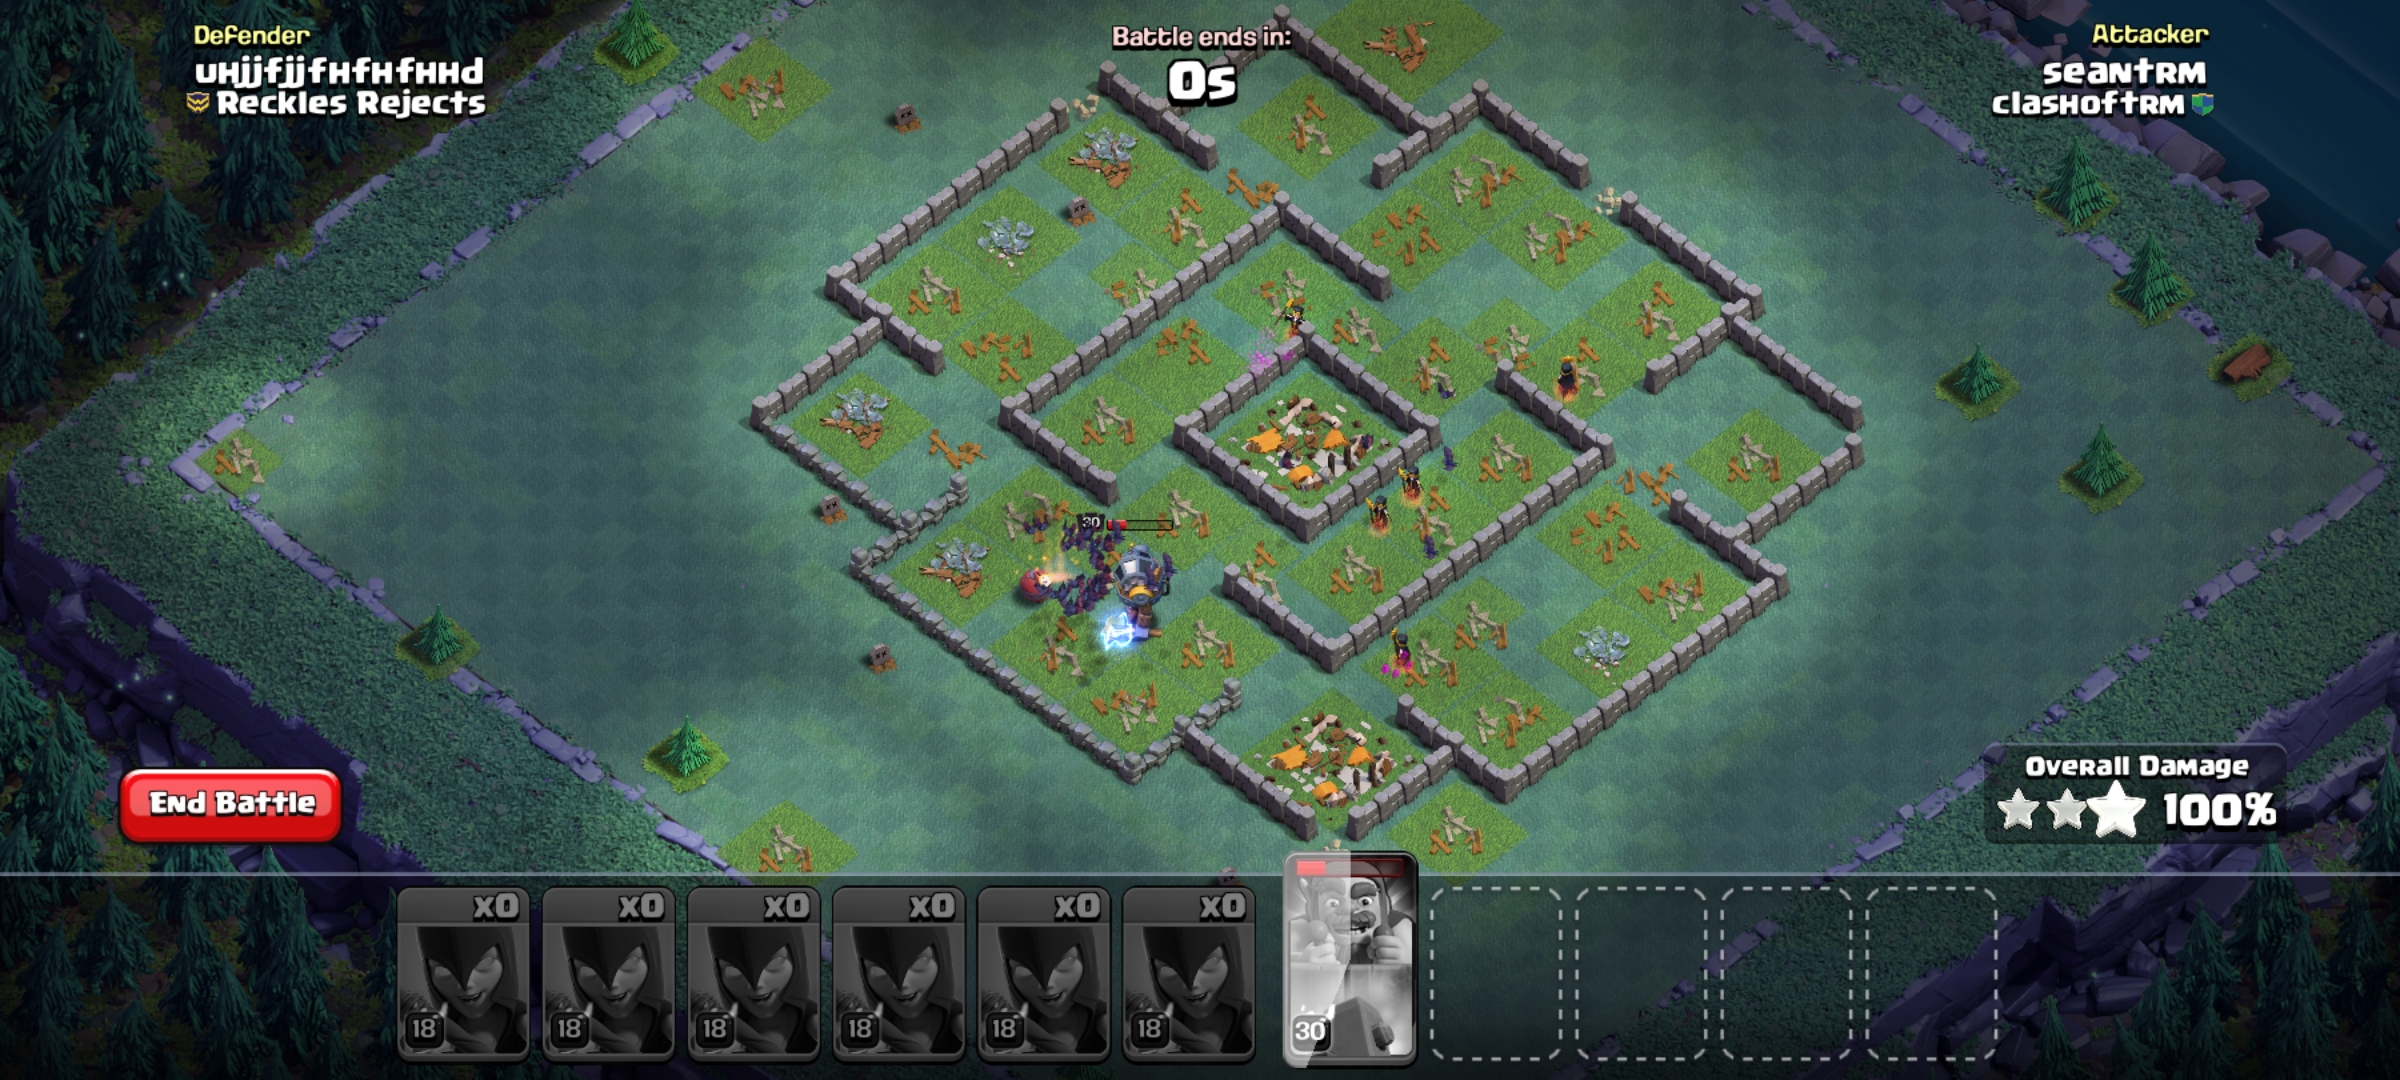 Defender
uHjjfjjfHfHfHHd
Reckles Rejects
Battle ends in:
0s
Attacker
seantRM
clashoftRM
30
End Battle
Overall Damage
100%
x0
x0
x0
x0
x0
x0
18
18
18
18
18
18
30